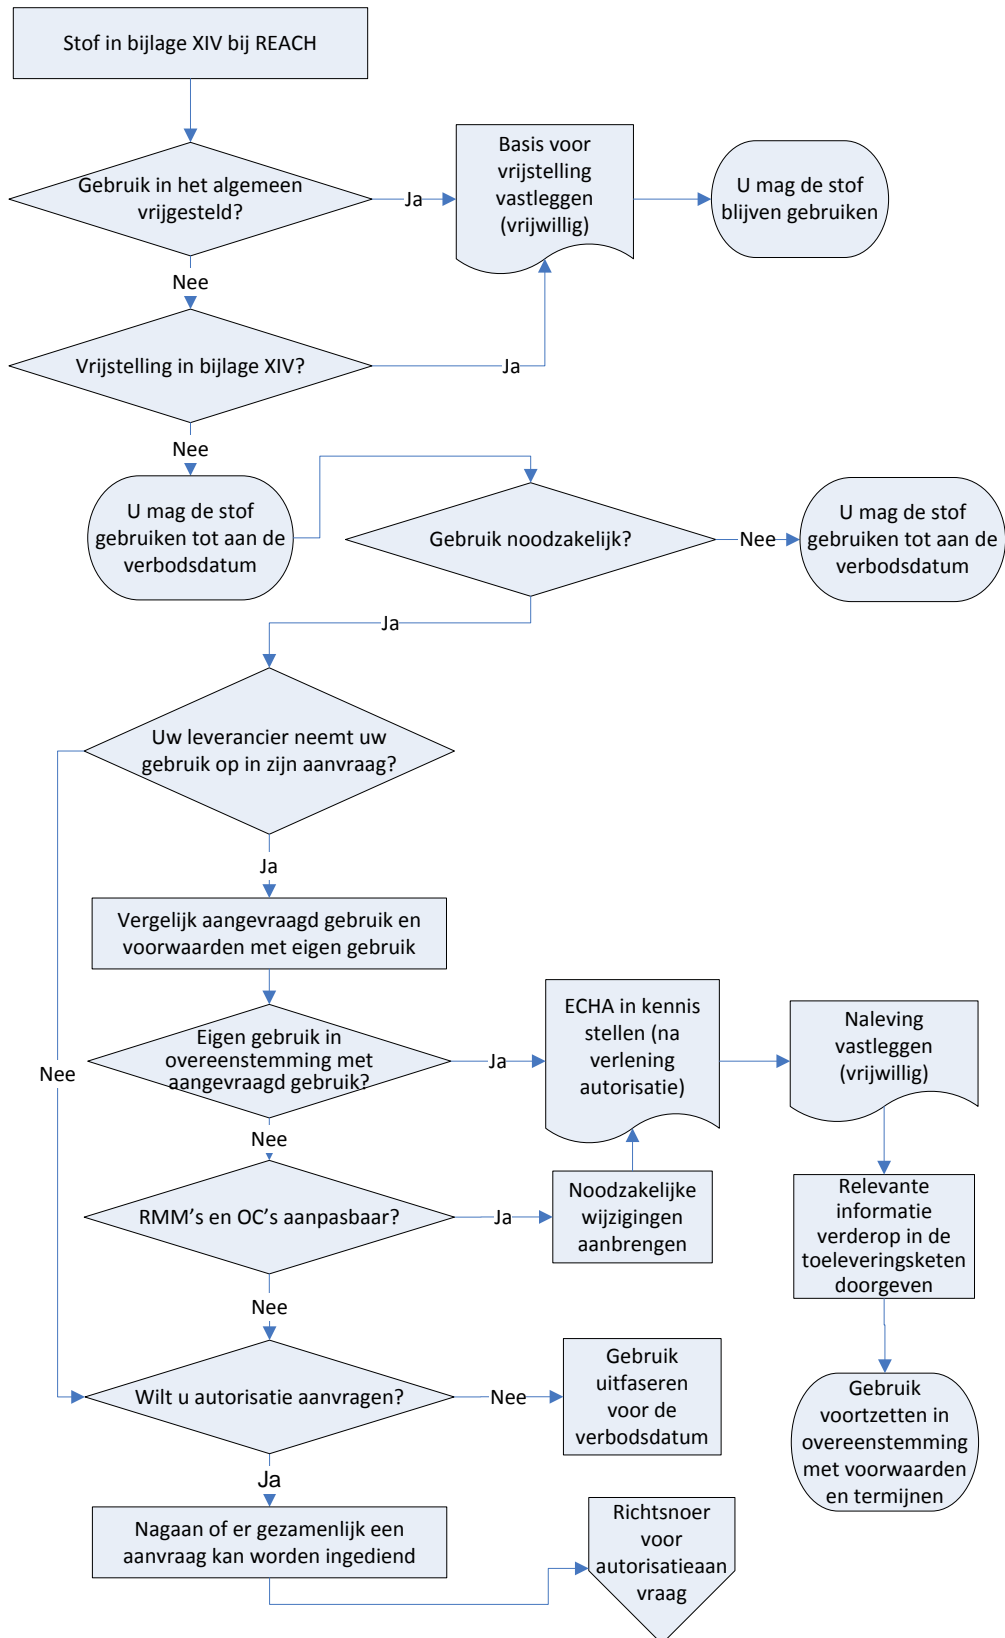 Stof in bijlage XIV bij REACH
Gebruik in het algemeen
vrijgesteld?
Ja
Basis voor
vrijstelling
vastleggen
(vrijwillig)
U mag de stof
blijven gebruiken
Nee
Vrijstelling in bijlage XIV?
Ja
Nee
U mag de stof
gebruiken tot aan de
verbodsdatum
Gebruik noodzakelijk?
Nee
U mag de stof
gebruiken tot aan de
verbodsdatum
Ja
Uw leverancier neemt uw
gebruik op in zijn aanvraag?
Ja
Nee
Vergelijk aangevraagd gebruik en
voorwaarden met eigen gebruik
Eigen gebruik in
overeenstemming met
aangevraagd gebruik?
Ja
ECHA in kennis
stellen (na
verlening
autorisatie)
Naleving
vastleggen
(vrijwillig)
Nee
RMM's en OC's aanpasbaar?
Ja
Noodzakelijke
wijzigingen
aanbrengen
Relevante
informatie
verderop in de
toeleveringsketen
doorgeven
Nee
Wilt u autorisatie aanvragen?
Nee
Gebruik
uitfaseren
voor de
verbodsdatum
Gebruik
voortzetten in
overeenstemming
met voorwaarden
en termijnen
Ja
Nagaan of er gezamenlijk een
aanvraag kan worden ingediend
Richtsnoer
voor
autorisatieaan
vraag